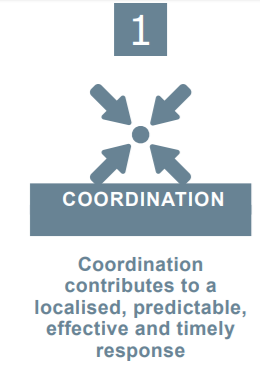 1
COORDINATION
Coordination
contributes to a
localised, predictable,
effective and timely
response